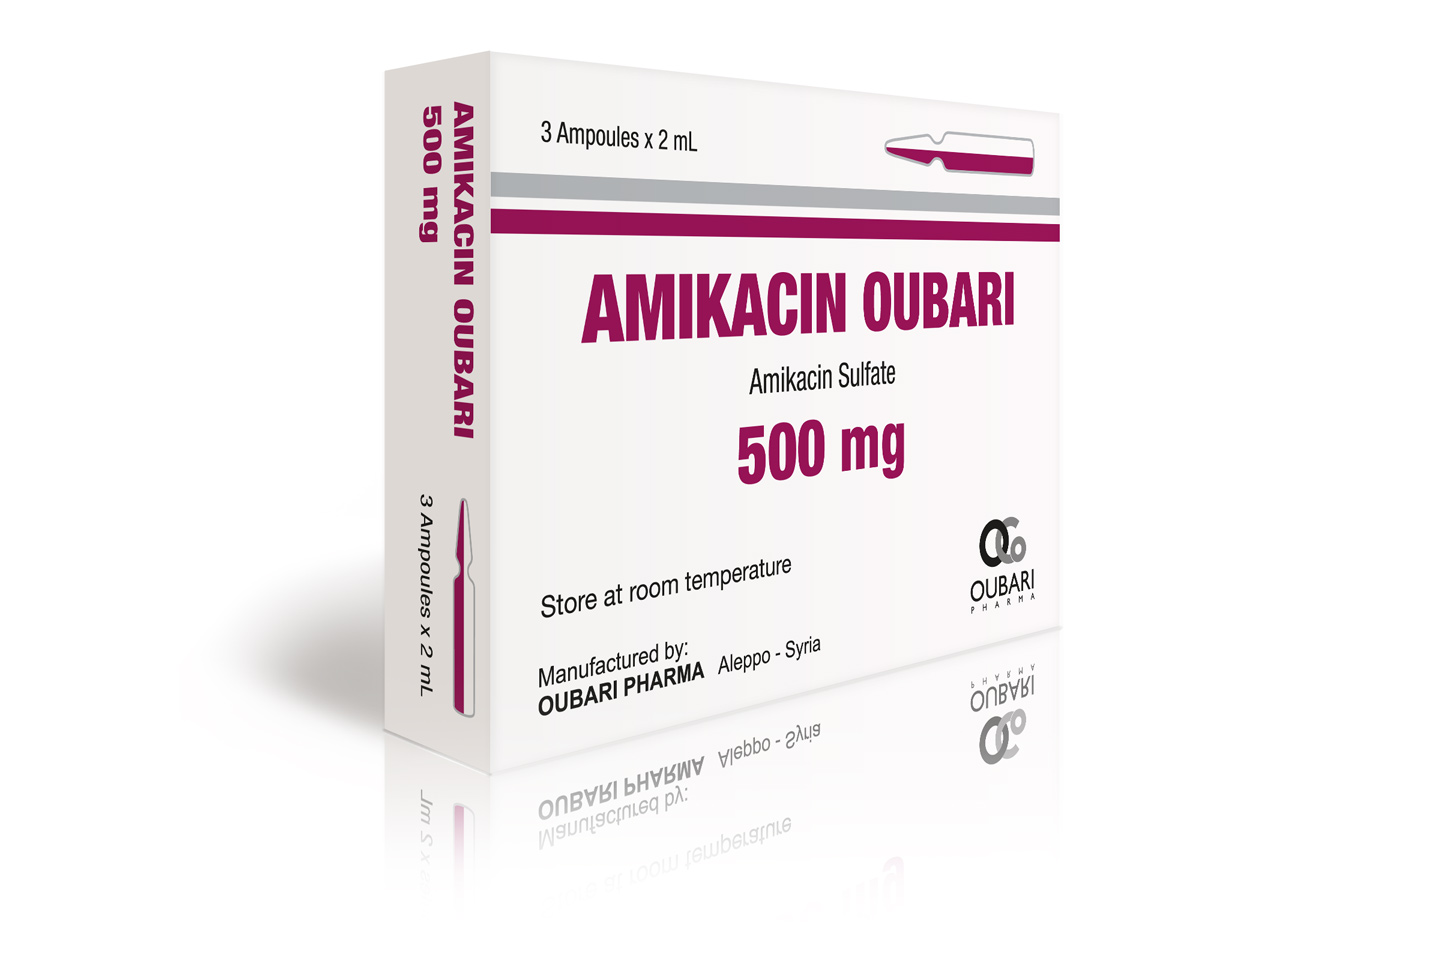 AMIKACIN OUBARI
500 mg
3 Ampoules x 2 mL
3 Ampoules x 2 mL
AMIKACIN OUBARI
Amikacin Sulfate
500 mg
Store at room temperature
Manufactured by:
OUBARI PHARMA Aleppo - Syria
OUBARI
PHARMA